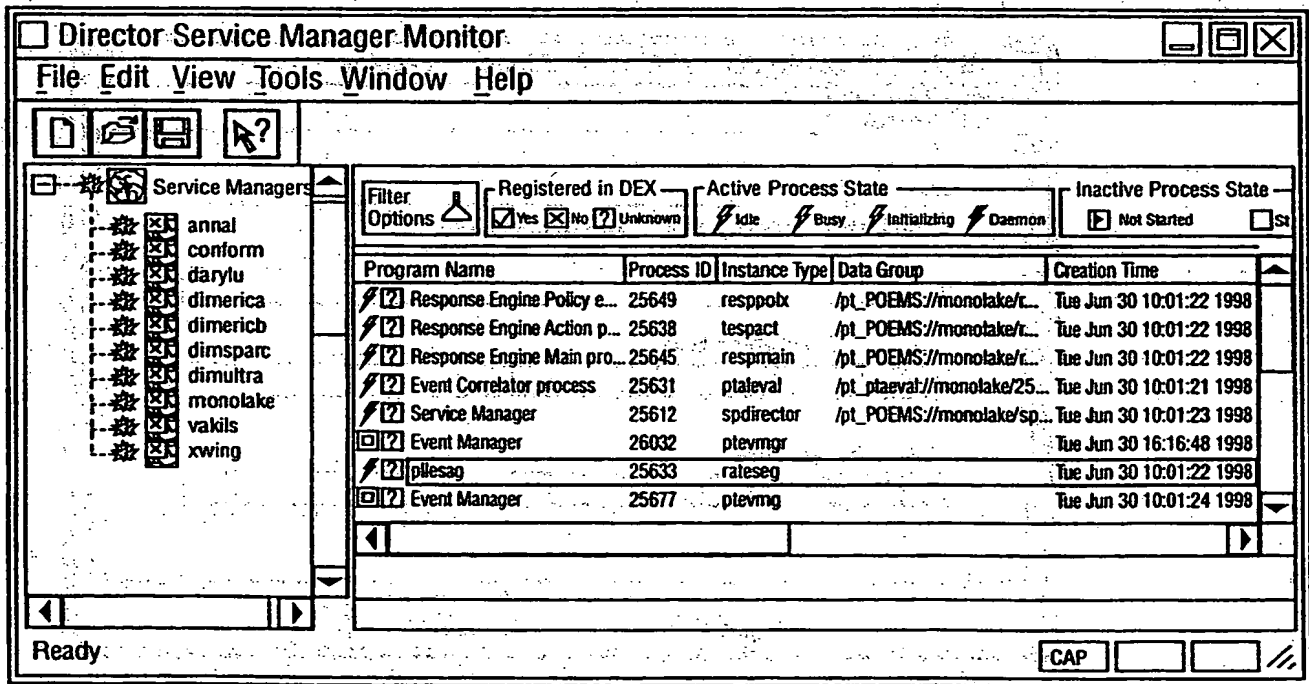 Director Service Manager Monitor
File Edit View Tools Window Help
?
Service Managers
annal
conform
darylu
dimerica
dimericb
dimsparc
dimultra
monolake
vakils
xwing
Filter Options
Registered in DEX
Yes No ? Unknown
Active Process State
Idle Busy Initializing Daemon
Inactive Process State
Not Started St
Program Name Process ID Instance Type Data Group Creation Time
? Response Engine Policy e... 25649 resppolx /pt_POEMS://monolake/r... Tue Jun 30 10:01:22 1998
? Response Engine Action p... 25638 tespact /pt_POEMS://monolake/r... Tue Jun 30 10:01:22 1998
? Response Engine Main pro... 25645 respmain /pt_POEMS://monolake/r... Tue Jun 30 10:01:22 1998
? Event Correlator process 25631 ptaleval /pt_ptaeval://monolake/25... Tue Jun 30 10:01:21 1998
? Service Manager 25612 spdirector /pt_POEMS://monolake/sp... Tue Jun 30 10:01:23 1998
? Event Manager 26032 ptevmgr Tue Jun 30 16:16:48 1998
? pllesag 25633 rateseg Tue Jun 30 10:01:22 1998
? Event Manager 25677 ptevmg Tue Jun 30 10:01:24 1998
Ready CAP